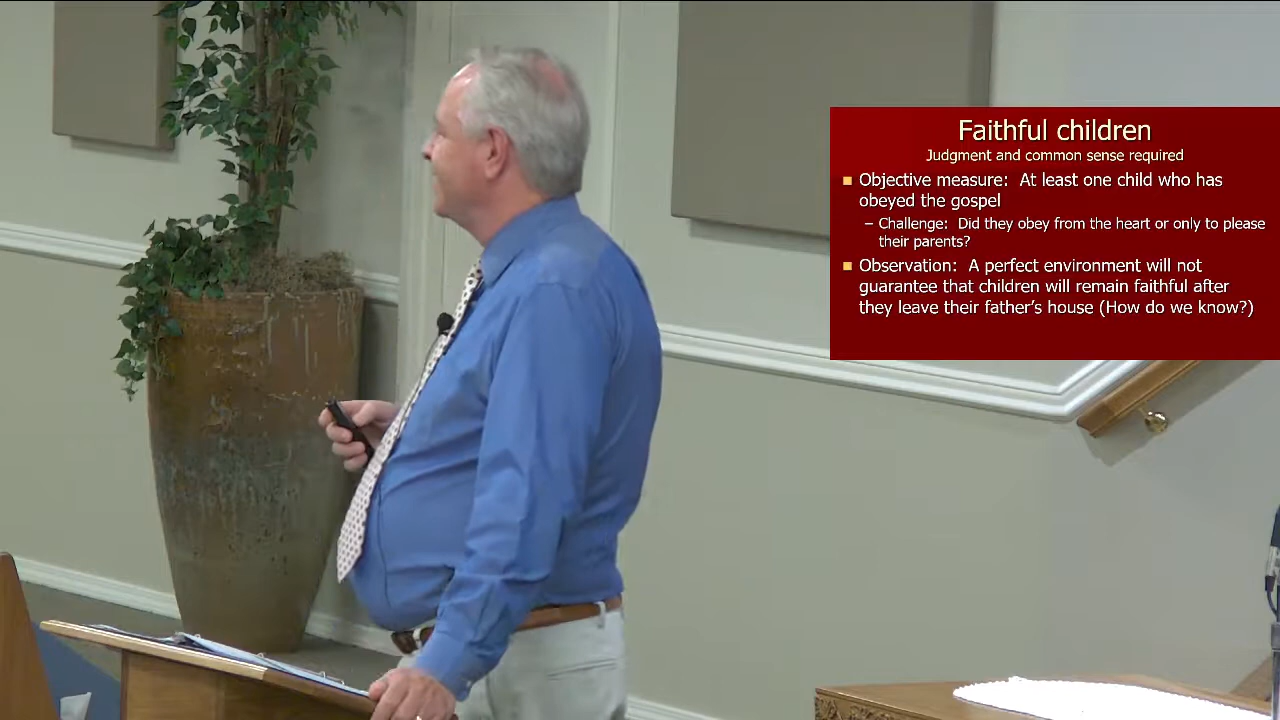 Faithful children
Judgment and common sense required
Objective measure: At least one child who has
obeyed the gospel
– Challenge: Did they obey from the heart or only to please
their parents?
Observation: A perfect environment will not
guarantee that children will remain faithful after
they leave their father's house (How do we know?)